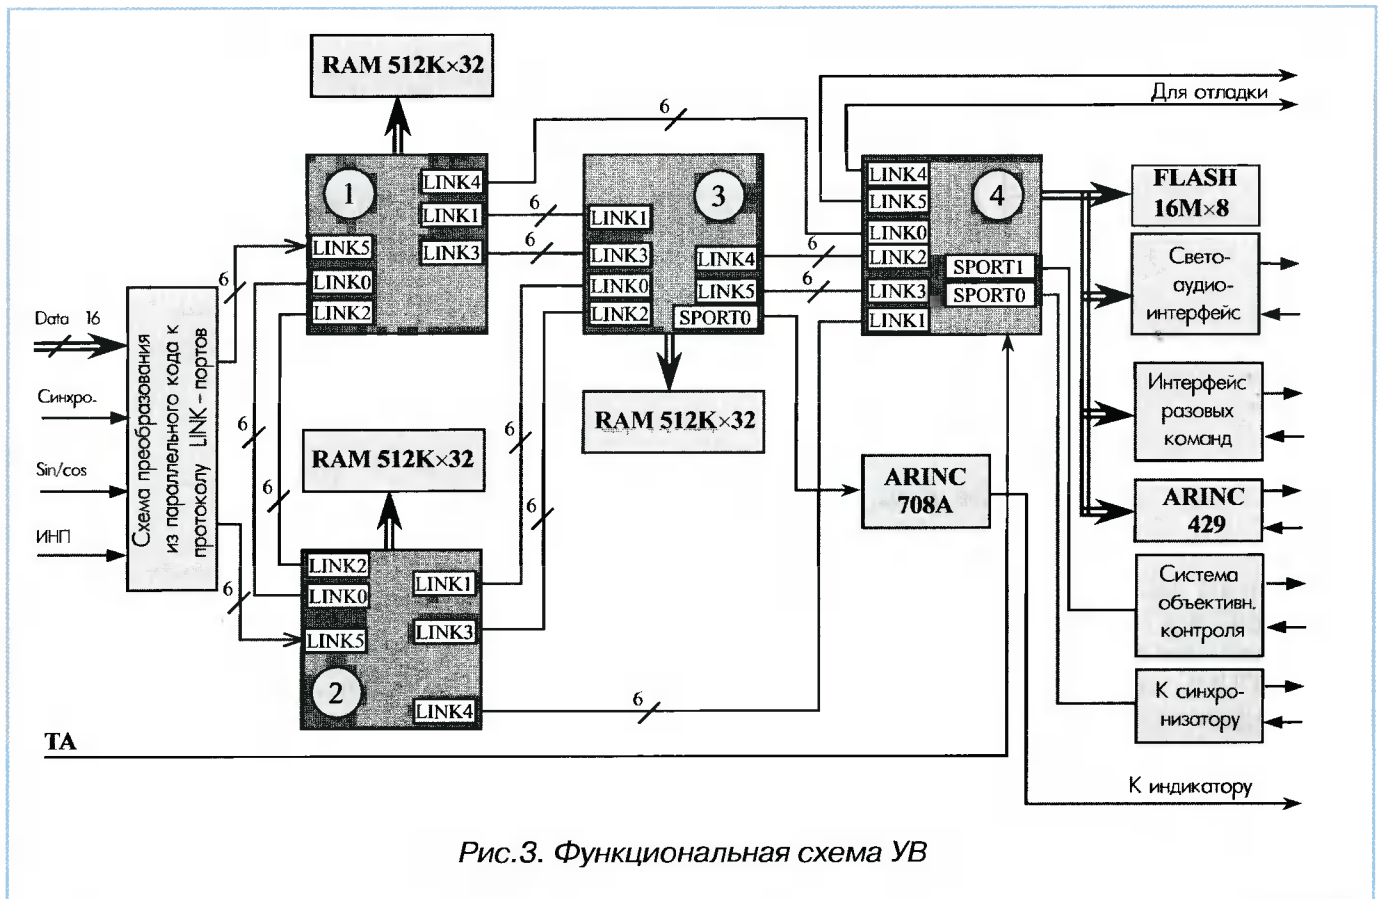 RAM 512K×32
6
Для отладки
1
LINK4
LINK1
LINK3
LINK5
LINK0
LINK2
6
6
6
3
LINK1
LINK3
LINK0
LINK2
LINK4
LINK5
SPORT0
6
6
4
LINK4
LINK5
LINK0
LINK2
LINK3
LINK1
SPORT1
SPORT0
FLASH
16M×8
Свето-
аудио-
интерфейс
Интерфейс
разовых
команд
ARINC
429
Система
объективн.
контроля
К синхро-
низатору
Data 16
Синхро-
Sin/cos
ИНП
Схема преобразования
из параллельного кода к
протоколу LINK – портов
6
6
6
6
6
RAM 512K×32
RAM 512K×32
ARINC
708A
LINK2
LINK0
LINK5
2
LINK1
LINK3
LINK4
6
6
TA
К индикатору
Рис.3. Функциональная схема УВ